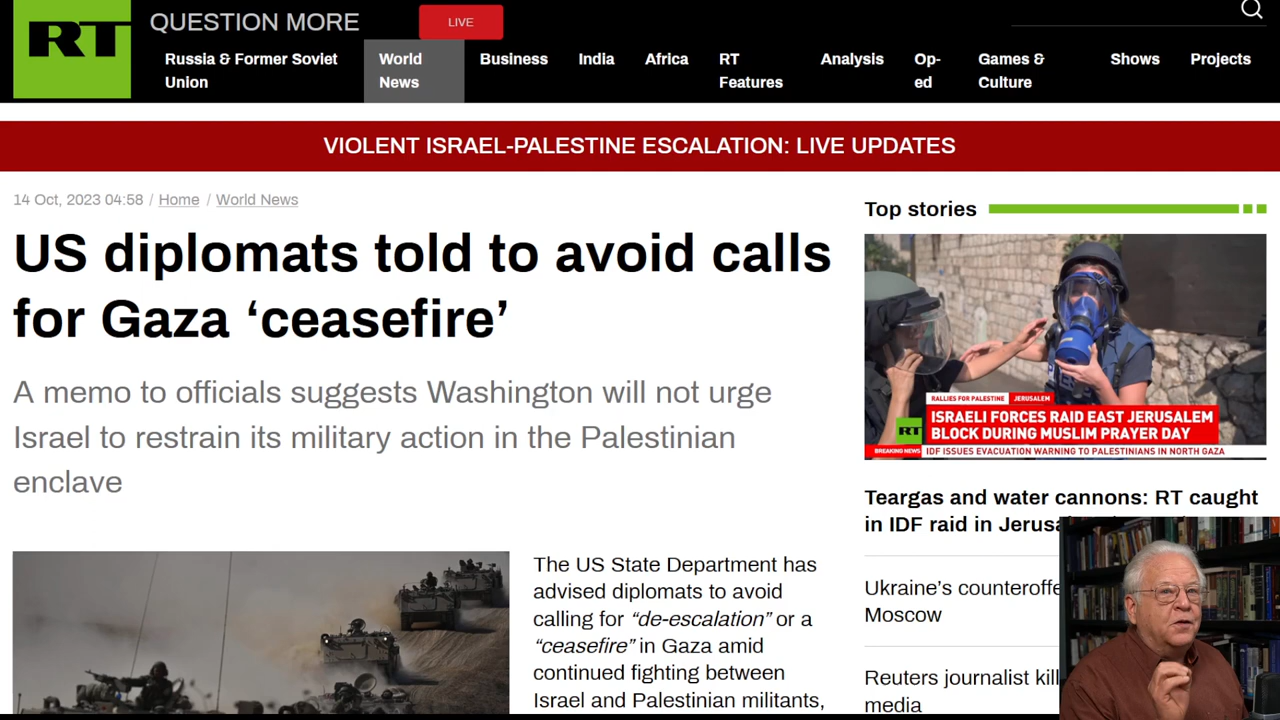 RT
QUESTION MORE
LIVE
Russia & Former Soviet
Union
World
News
Business
India
Africa
RT
Features
Analysis
Op-
ed
Games &
Culture
Shows
Projects
VIOLENT ISRAEL-PALESTINE ESCALATION: LIVE UPDATES
14 Oct, 2023 04:58 / Home / World News
US diplomats told to avoid calls
for Gaza ‘ceasefire’
A memo to officials suggests Washington will not urge
Israel to restrain its military action in the Palestinian
enclave
The US State Department has
advised diplomats to avoid
calling for “de-escalation” or a
“ceasefire” in Gaza amid
continued fighting between
Israel and Palestinian militants,
Top stories
RALLIES FOR PALESTINE JERUSALEM
RT
ISRAELI FORCES RAID EAST JERUSALEM
BLOCK DURING MUSLIM PRAYER DAY
BREAKING NEWS IDF ISSUES EVACUATION WARNING TO PALESTINIANS IN NORTH GAZA
Teargas and water cannons: RT caught
in IDF raid in
Ukraine’s
Moscow
Reuters journalist
media